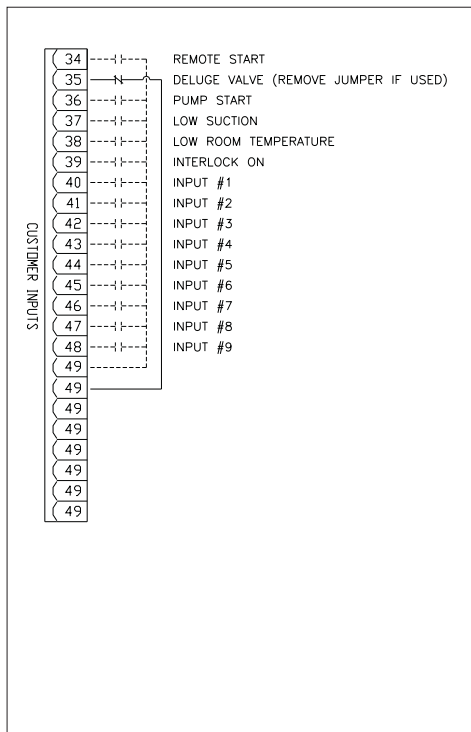 34 REMOTE START
35 DELUGE VALVE (REMOVE JUMPER IF USED)
36 PUMP START
37 LOW SUCTION
38 LOW ROOM TEMPERATURE
39 INTERLOCK ON
40 INPUT #1
41 INPUT #2
42 INPUT #3
43 INPUT #4
44 INPUT #5
45 INPUT #6
46 INPUT #7
47 INPUT #8
48 INPUT #9
49
49
49
49
49
49
49
49
CUSTOMER INPUTS